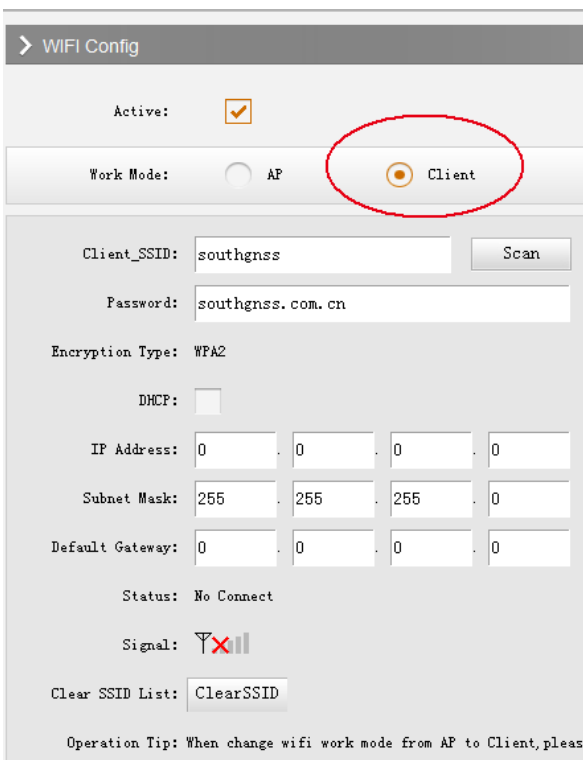 WIFI Config
Active:
Work Mode: AP Client
Client_SSID: southgnss Scan
Password: southgnss.com.cn
Encryption Type: WPA2
DHCP:
IP Address: 0 . 0 . 0 . 0
Subnet Mask: 255 . 255 . 255 . 0
Default Gateway: 0 . 0 . 0 . 0
Status: No Connect
Signal:
Clear SSID List: ClearSSID
Operation Tip: When change wifi work mode from AP to Client,pleas